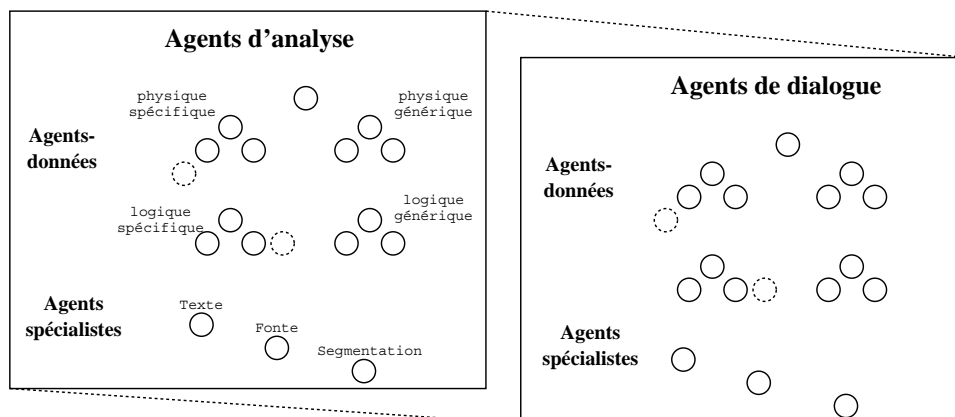 Agents d'analyse
physique
spécifique
physique
générique
Agents-
données
logique
spécifique
logique
générique
Agents
spécialistes
Texte
Fonte
Segmentation
Agents de dialogue
Agents-
données
Agents
spécialistes